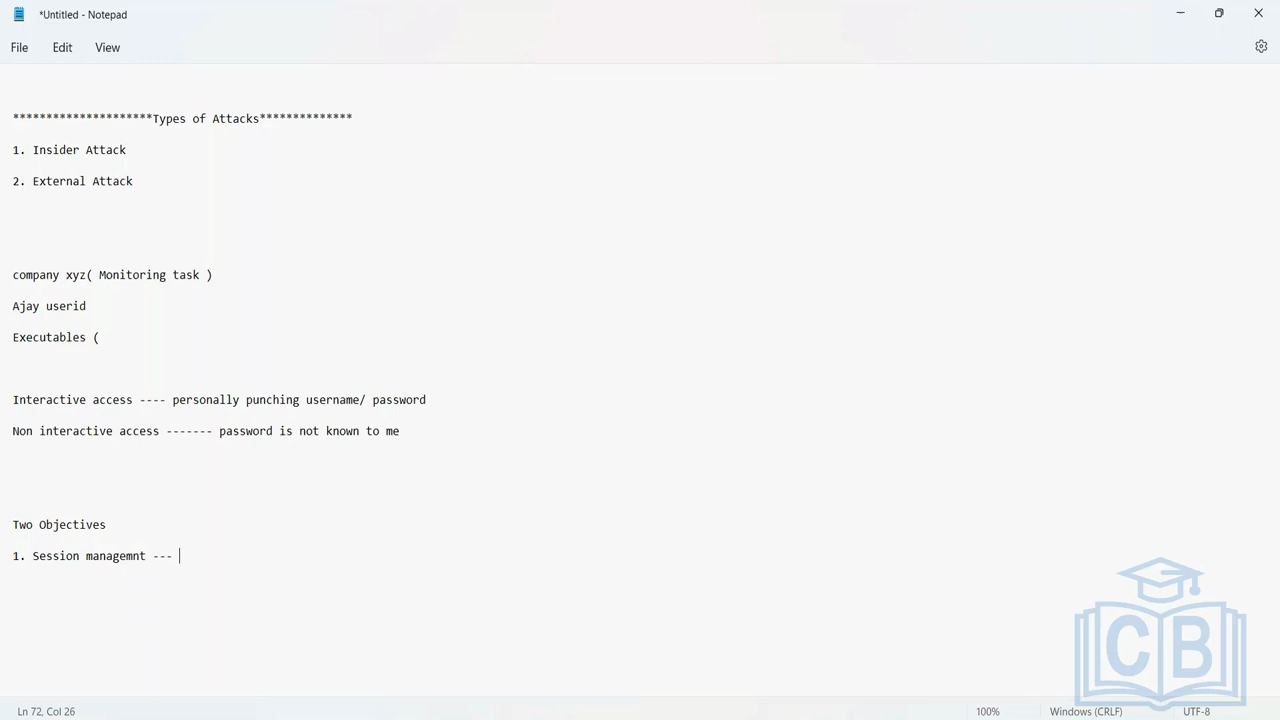 *Untitled - Notepad
File Edit View
*********************Types of Attacks**************
1. Insider Attack
2. External Attack
company xyz( Monitoring task )
Ajay userid
Executables (
Interactive access ---- personally punching username/ password
Non interactive access ------- password is not known to me
Two Objectives
1. Session managemnt ---
CB
Ln 72, Col 26 100% Windows (CRLF) UTF-8